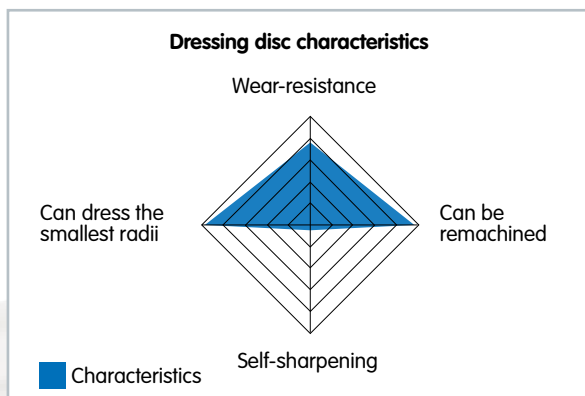 Dressing disc characteristics
Wear-resistance
Can dress the
smallest radii
Can be
remachined
Self-sharpening
Characteristics